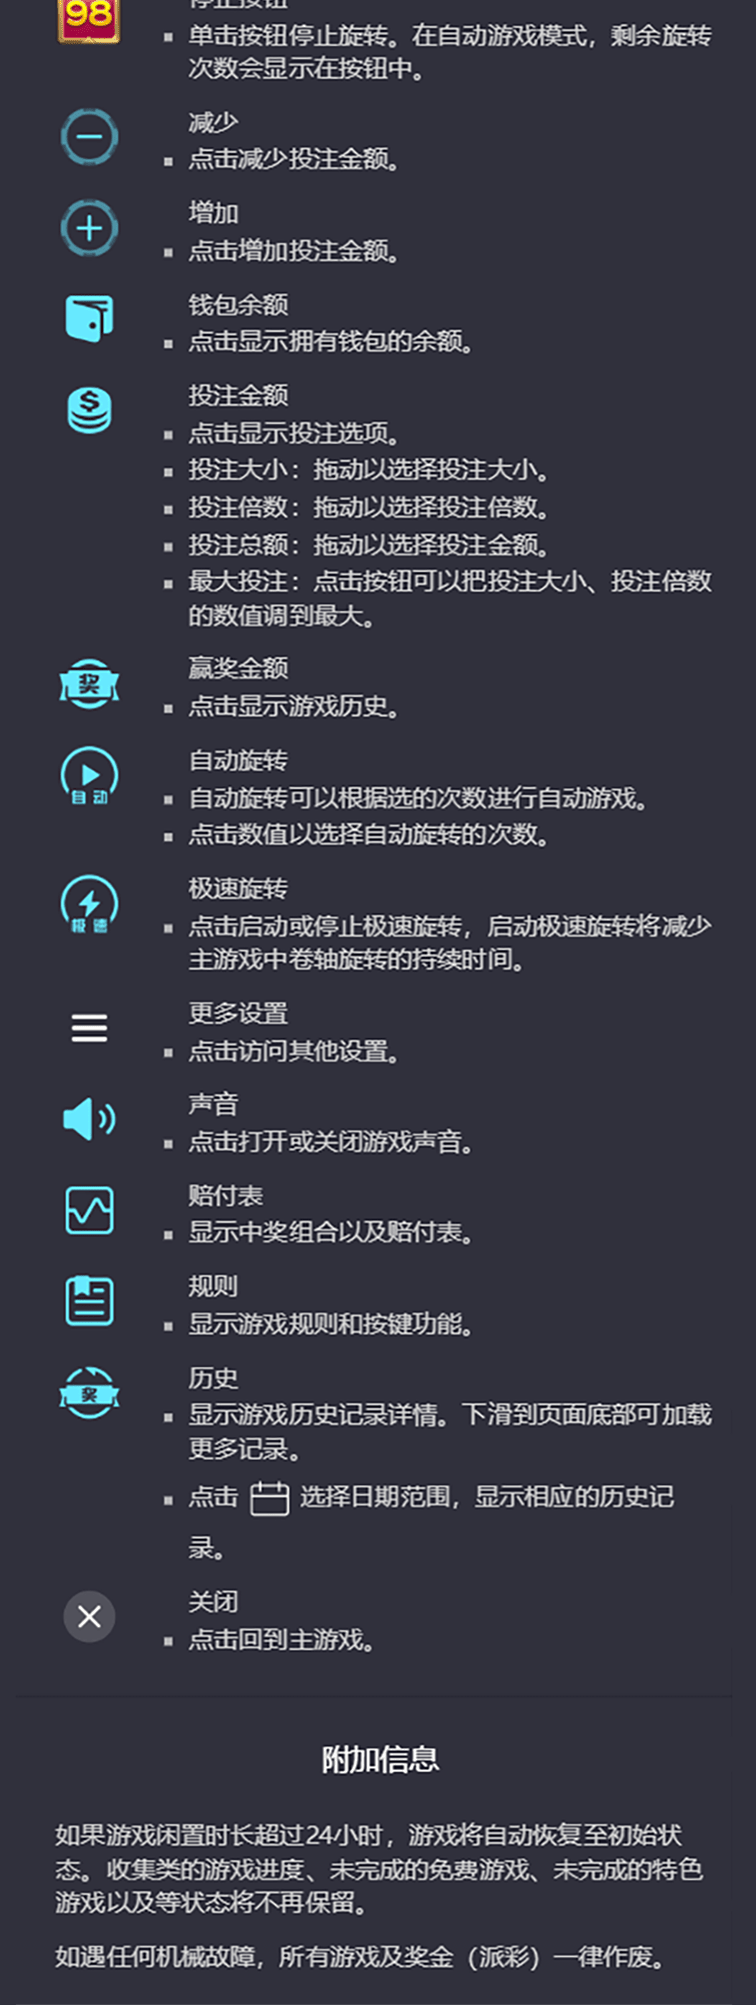 98
停止按钮
单击按钮停止旋转。在自动游戏模式，剩余旋转
次数会显示在按钮中。
减少
点击减少投注金额。
增加
点击增加投注金额。
钱包余额
点击显示拥有钱包的余额。
$
投注金额
点击显示投注选项。
投注大小：拖动以选择投注大小。
投注倍数：拖动以选择投注倍数。
投注总额：拖动以选择投注金额。
最大投注：点击按钮可以把投注大小、投注倍数
的数值调到最大。
奖
赢奖金额
点击显示游戏历史。
自动
自动旋转
自动旋转可以根据选的次数进行自动游戏。
点击数值以选择自动旋转的次数。
极速
极速旋转
点击启动或停止极速旋转，启动极速旋转将减少
主游戏中卷轴旋转的持续时间。
更多设置
点击访问其他设置。
声音
点击打开或关闭游戏声音。
赔付表
显示中奖组合以及赔付表。
规则
显示游戏规则和按键功能。
奖
历史
显示游戏历史记录详情。下滑到页面底部可加载
更多记录。
点击 选择日期范围，显示相应的历史记
录。
关闭
点击回到主游戏。
附加信息
如果游戏闲置时长超过24小时，游戏将自动恢复至初始状
态。收集类的游戏进度、未完成的免费游戏、未完成的特色
游戏以及等状态将不再保留。
如遇任何机械故障，所有游戏及奖金（派彩）一律作废。